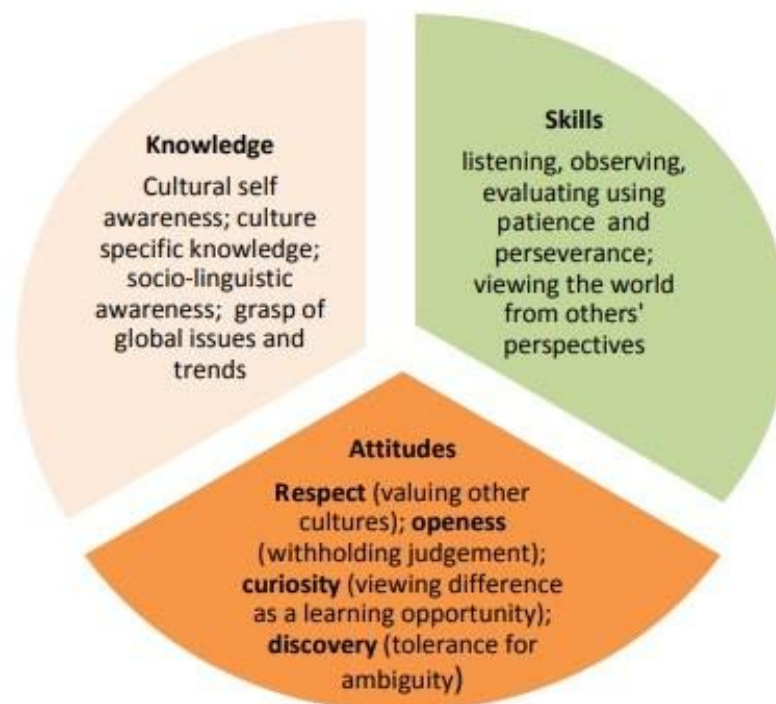 Knowledge
Cultural self
awareness; culture
specific knowledge;
socio-linguistic
awareness; grasp of
global issues and
trends
Skills
listening, observing,
evaluating using
patience and
perseverance;
viewing the world
from others'
perspectives
Attitudes
Respect (valuing other
cultures); openess
(withholding judgement);
curiosity (viewing difference
as a learning opportunity);
discovery (tolerance for
ambiguity)